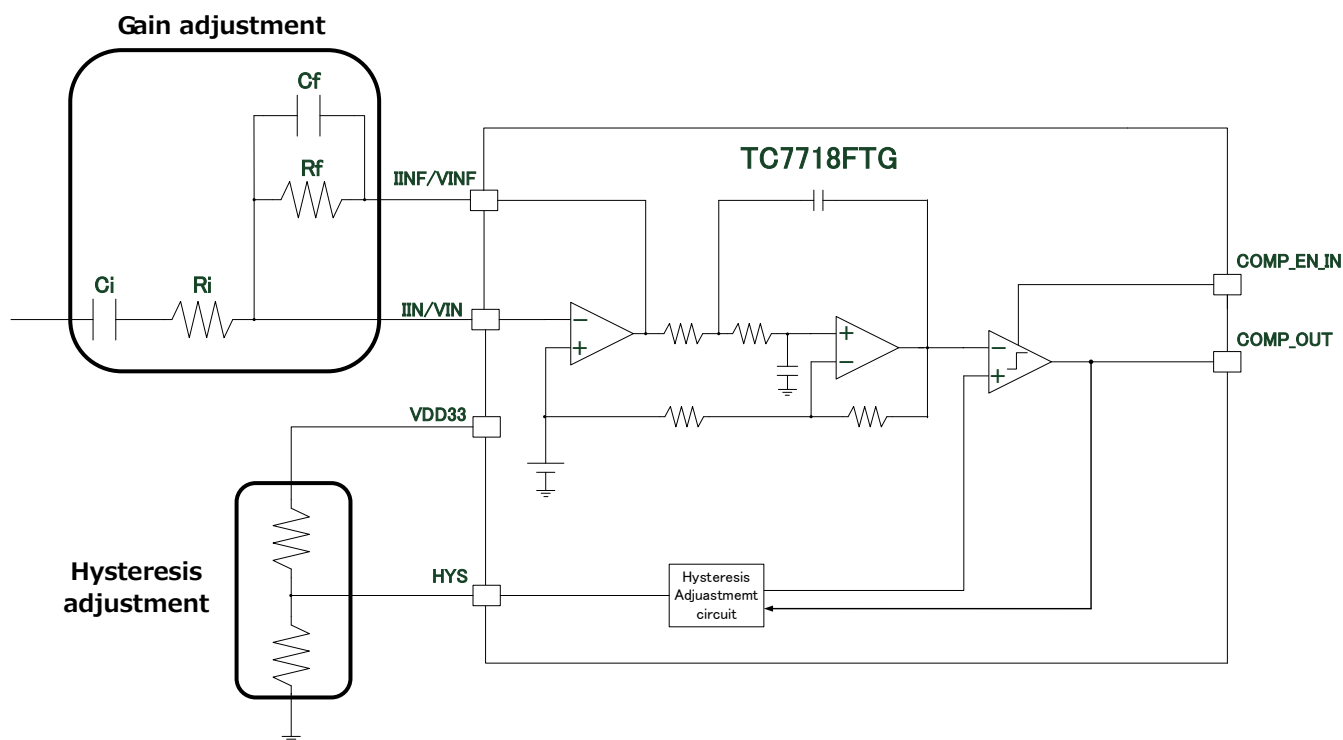 Gain adjustment
Cf
TC7718FTG
Rf
IINF/VINF
COMP_EN_IN
Ci
Ri
IIN/VIN
−
+
+
−
−
+
COMP_OUT
VDD33
Hysteresis
adjustment
HYS
Hysteresis
Adjuastmemt
circuit